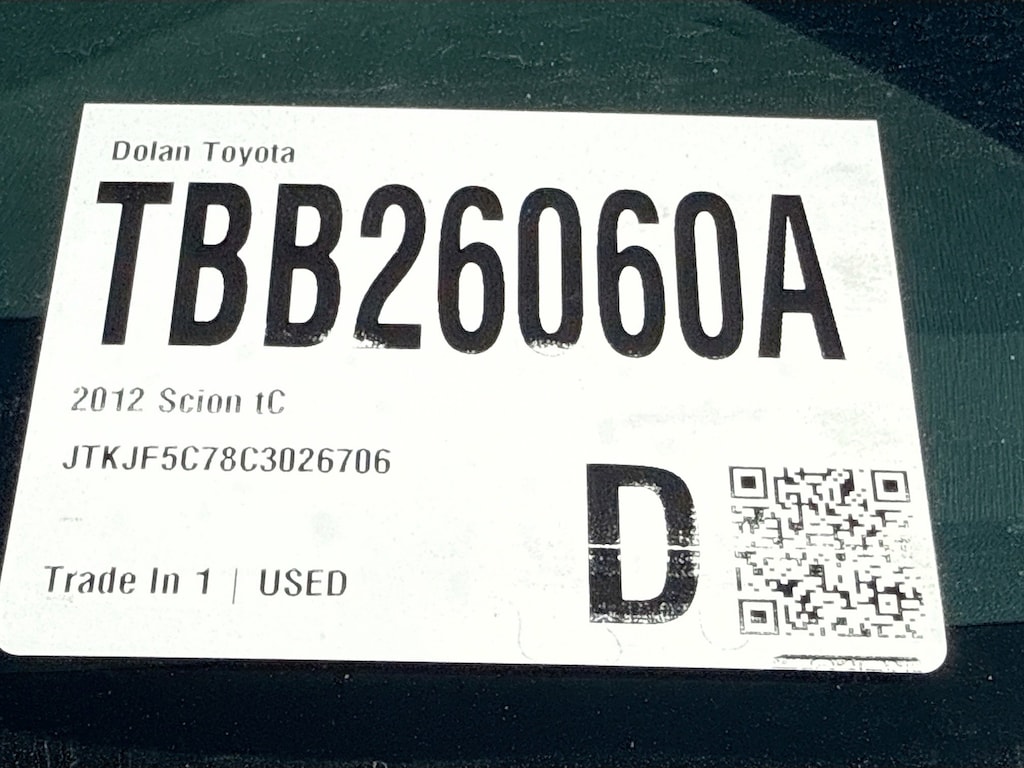 Dolan Toyota
TBB26060A
2012 Scion tC
JTKJF5C78C3026706
D
Trade In 1 | USED